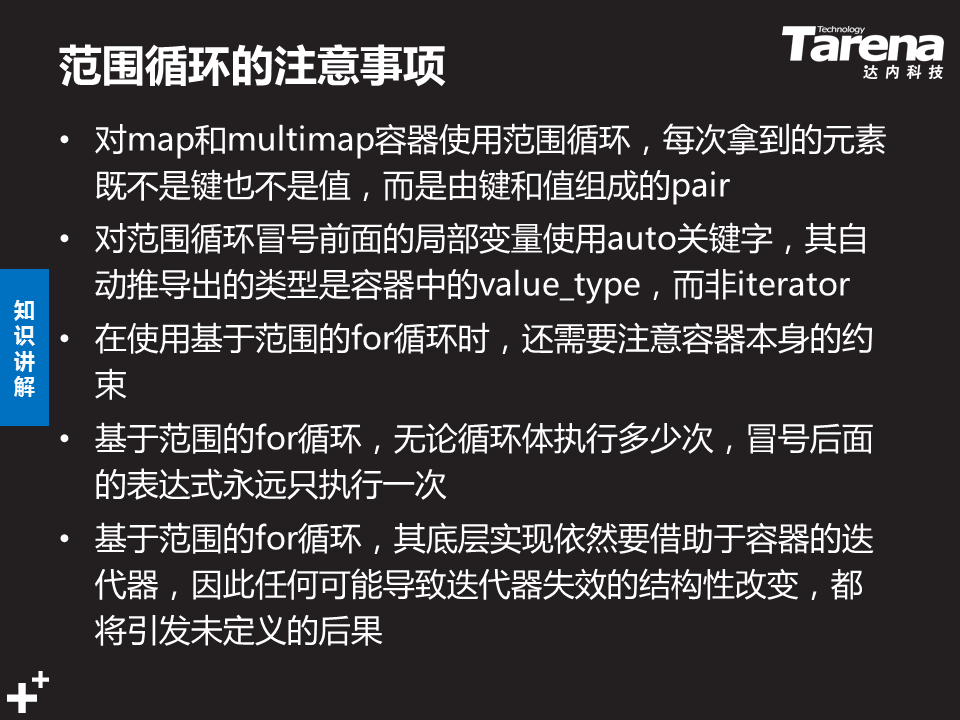 范围循环的注意事项
Technology
Tarena
达内科技
• 对map和multimap容器使用范围循环，每次拿到的元素
既不是键也不是值，而是由键和值组成的pair
• 对范围循环冒号前面的局部变量使用auto关键字，其自
动推导出的类型是容器中的value_type，而非iterator
• 在使用基于范围的for循环时，还需要注意容器本身的约
束
• 基于范围的for循环，无论循环体执行多少次，冒号后面
的表达式永远只执行一次
• 基于范围的for循环，其底层实现依然要借助于容器的迭
代器，因此任何可能导致迭代器失效的结构性改变，都
将引发未定义的后果
知
识
讲
解